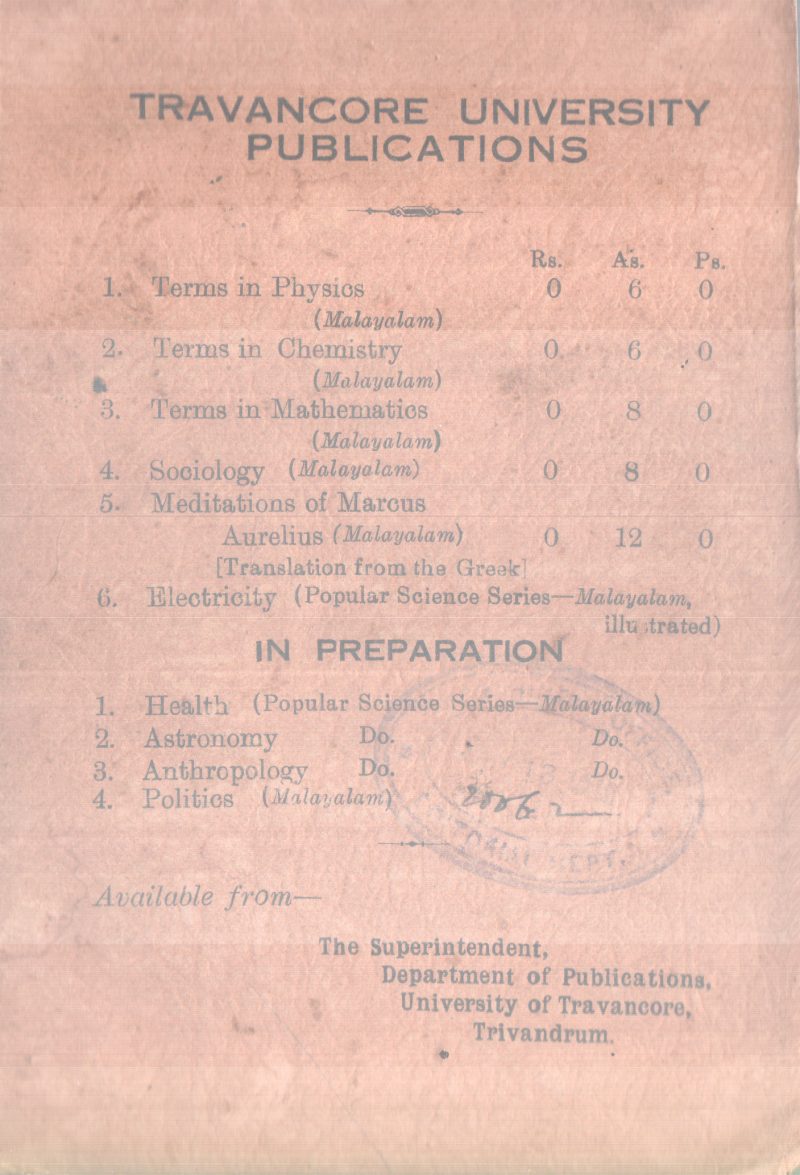 TRAVANCORE UNIVERSITY
PUBLICATIONS
Rs. As. Ps.
1. Terms in Physics 0 6 0
(Malayalam)
2. Terms in Chemistry 0 6 0
(Malayalam)
3. Terms in Mathematics 0 8 0
(Malayalam)
4. Sociology (Malayalam) 0 8 0
5. Meditations of Marcus
Aurelius (Malayalam) 0 12 0
[Translation from the Greek]
6. Electricity (Popular Science Series—Malayalam,
illustrated)
IN PREPARATION
1. Health (Popular Science Series—Malayalam)
2. Astronomy Do. Do.
3. Anthropology Do. Do.
4. Politics (Malayalam)
Available from—
The Superintendent,
Department of Publications,
University of Travancore,
Trivandrum.